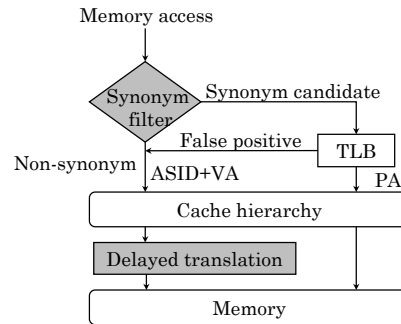 Memory access
Synonym
filter
Synonym candidate
False positive
TLB
Non-synonym
ASID+VA
PA
Cache hierarchy
Delayed translation
Memory